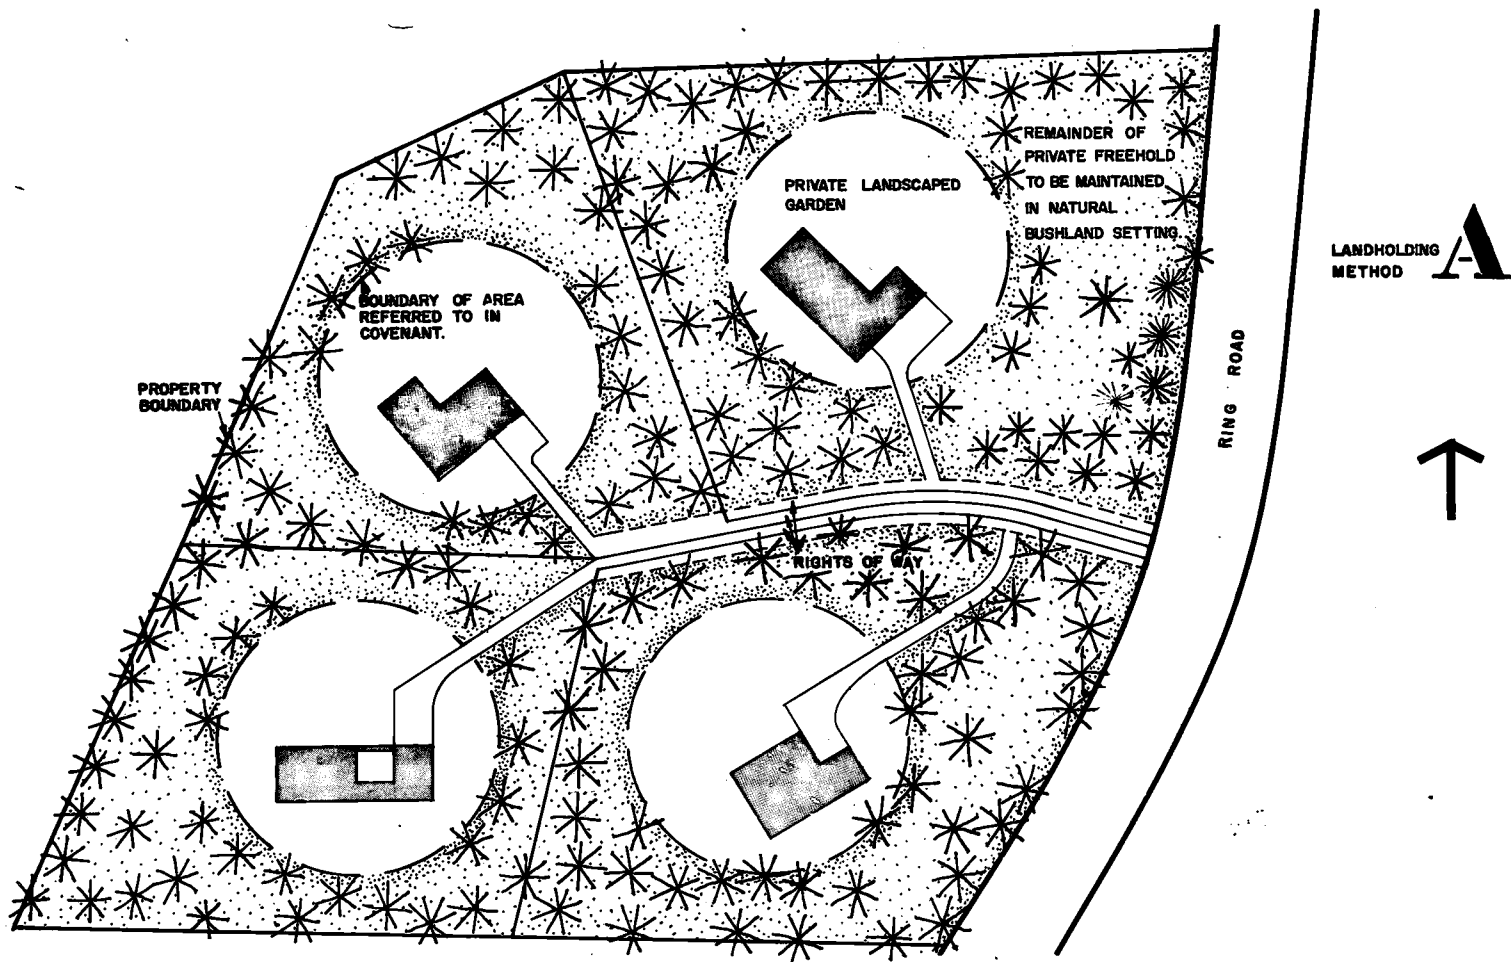 REMAINDER OF
PRIVATE FREEHOLD
TO BE MAINTAINED
IN NATURAL
BUSHLAND SETTING.
PRIVATE LANDSCAPED
GARDEN
LANDHOLDING
METHOD A
BOUNDARY OF AREA
REFERRED TO IN
COVENANT.
PROPERTY
BOUNDARY
RING ROAD
RIGHTS OF WAY